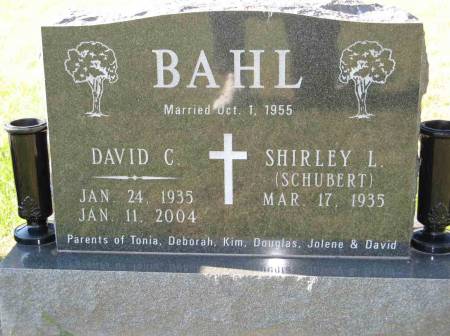 BAHL
Married Oct. 1, 1955
DAVID C.
JAN. 24, 1935
JAN. 11, 2004
SHIRLEY L.
(SCHUBERT)
MAR. 17, 1935
Parents of Tonia, Deborah, Kim, Douglas, Jolene & David